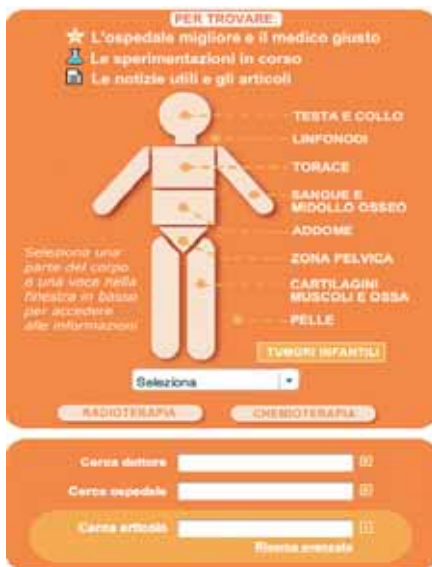 PER TROVARE:
L'ospedale migliore e il medico giusto
Le sperimentazioni in corso
Le notizie utili e gli articoli
TESTA E COLLO
LINFONODI
TORACE
SANGUE E
MIDOLLO OSSEO
ADDOME
ZONA PELVICA
CARTILAGINI
MUSCOLI E OSSA
PELLE
Seleziona una
parte del corpo
o una voce nella
finestra in basso
per accedere
alle informazioni
TUMORI INFANTILI
Seleziona
RADIOTERAPIA
CHEMIOTERAPIA
Cerca dottore
Cerca ospedale
Cerca articolo
Ricerca avanzata